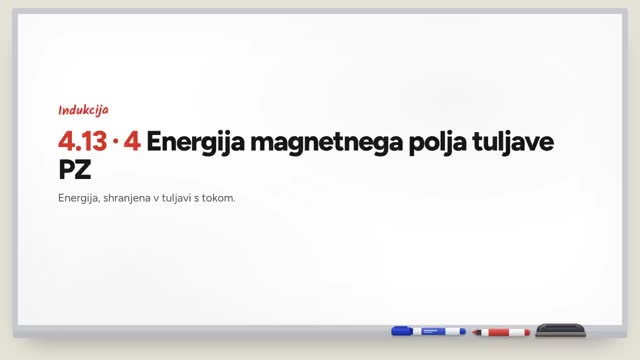 Indukcija
4.13 · 4 Energija magnetnega polja tuljave
PZ
Energija, shranjena v tuljavi s tokom.